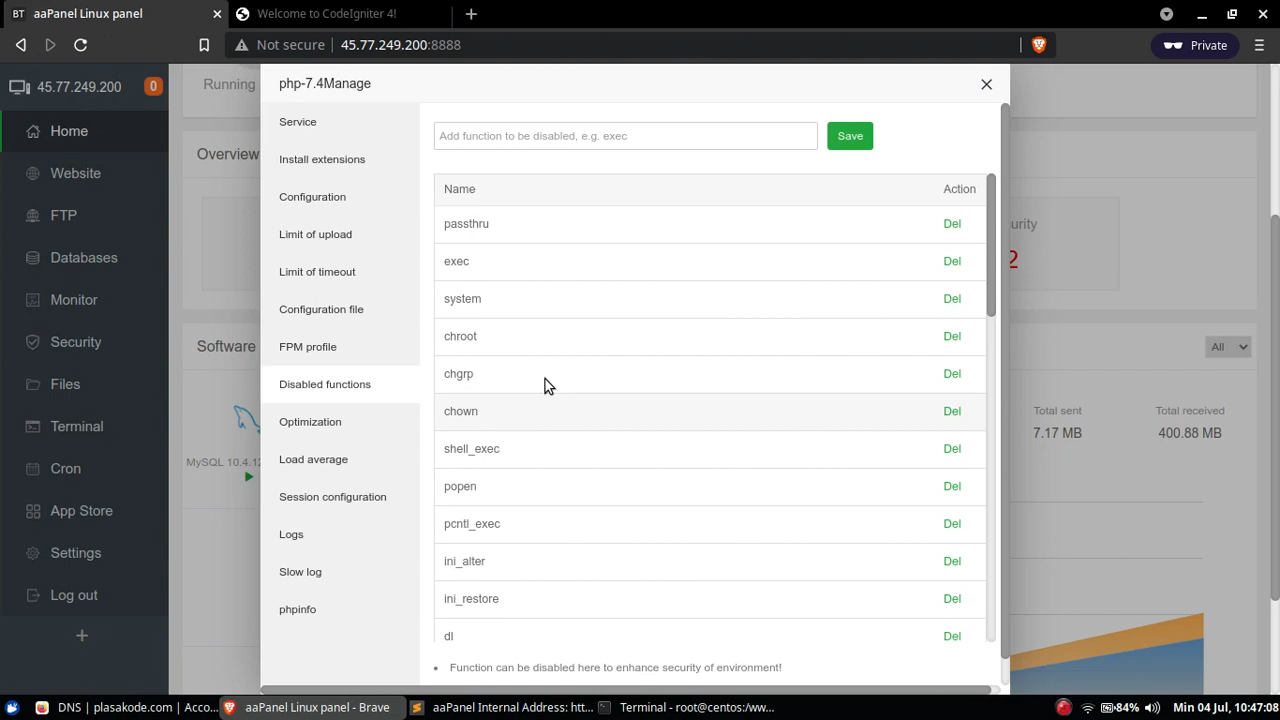 BT aaPanel Linux panel
Welcome to CodeIgniter 4!
Not secure 45.77.249.200:8888
Private
45.77.249.200 0
Home
Website
FTP
Databases
Monitor
Security
Files
Terminal
Cron
App Store
Settings
Log out
Running
Overview
Software
MySQL 10.4.12
php-7.4Manage
Service
Install extensions
Configuration
Limit of upload
Limit of timeout
Configuration file
FPM profile
Disabled functions
Optimization
Load average
Session configuration
Logs
Slow log
phpinfo
Add function to be disabled, e.g. exec Save
Name Action
passthru Del
exec Del
system Del
chroot Del
chgrp Del
chown Del
shell_exec Del
popen Del
pcntl_exec Del
ini_alter Del
ini_restore Del
dl Del
Function can be disabled here to enhance security of environment!
urity
2
All
Total sent Total received
7.17 MB 400.88 MB
DNS | plasakode.com | Acco...
aaPanel Linux panel - Brave
aaPanel Internal Address: htt...
Terminal - root@centos:/ww...
84%
Min 04 Jul, 10:47:08